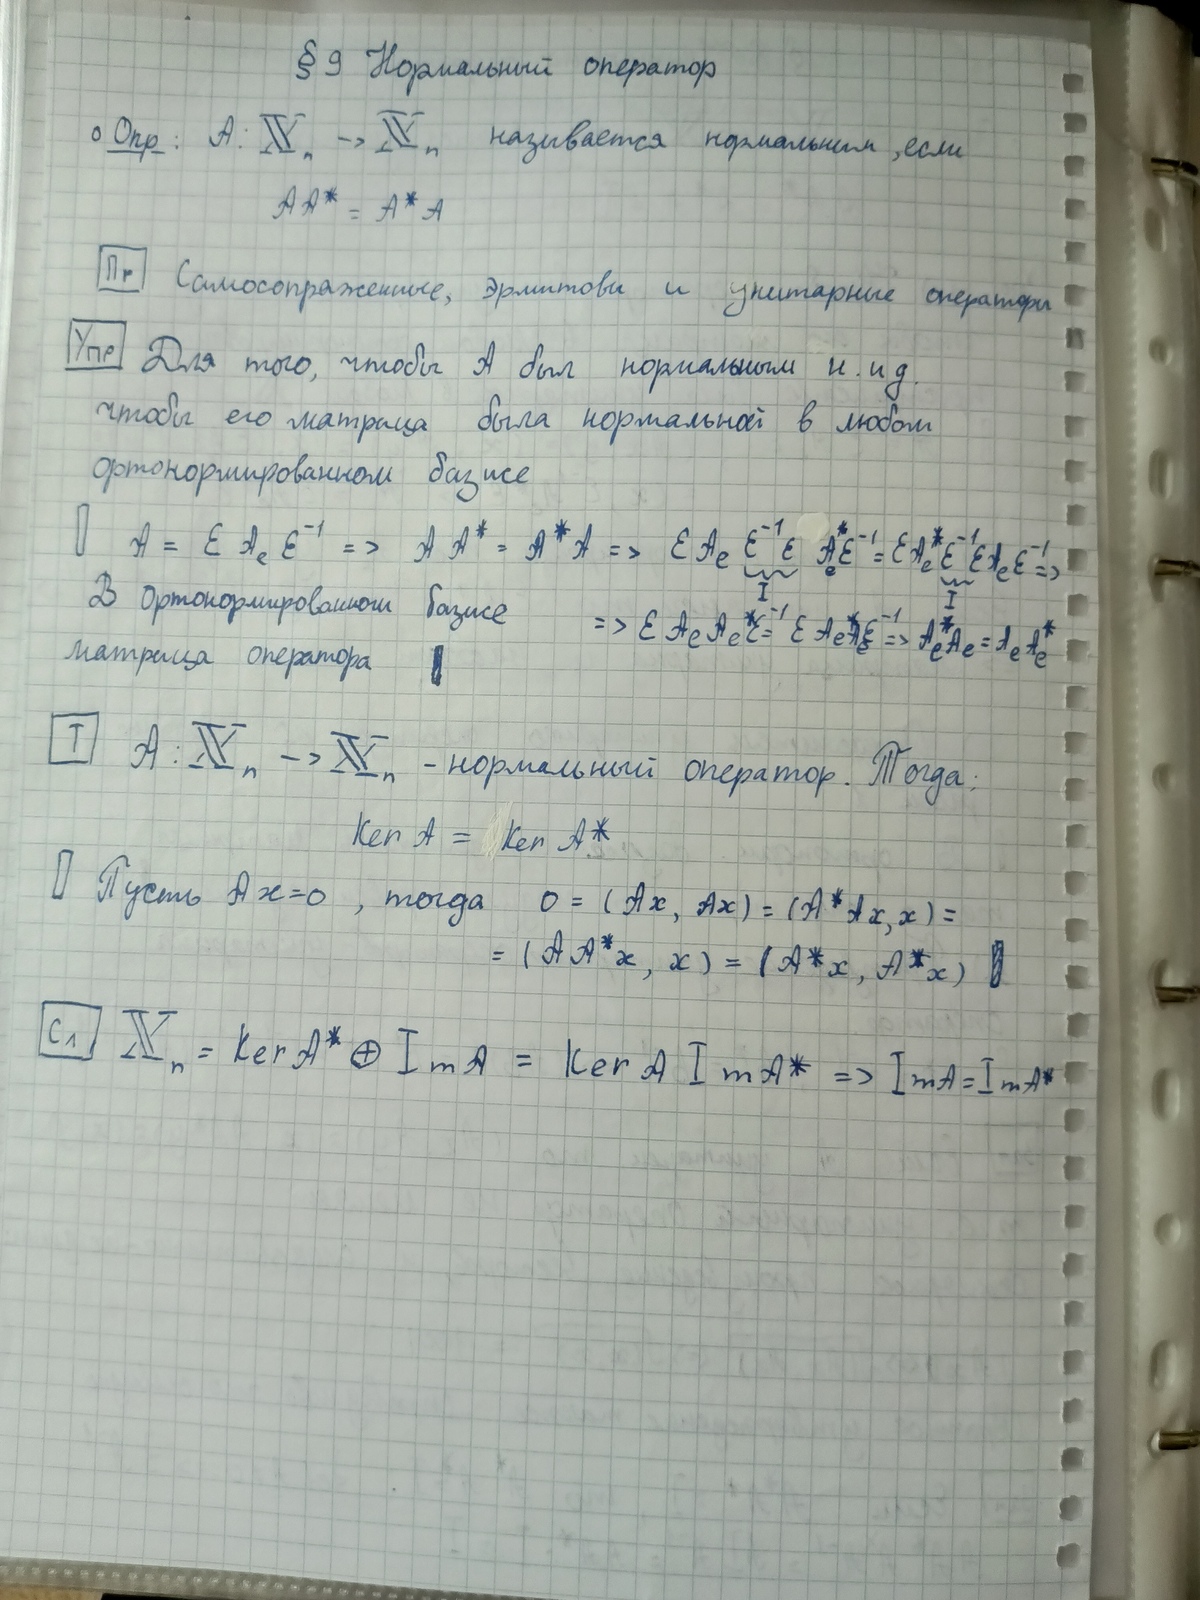 § 9 Нормальный оператор
∘ Опр: A: 𝕏ₙ -> 𝕏ₙ называется нормальным, если
AA* = A*A
Пр Самосопряженные, эрмитовы и унитарные операторы
Упр Для того, чтобы A был нормальным н. и д.
чтобы его матрица была нормальной в любом
ортонормированном базисе
▯ A = ℰ Aₑ ℰ⁻¹ => A A* = A*A => ℰ Aₑ ℰ⁻¹ ℰ Aₑ* ℰ⁻¹ = ℰ Aₑ* ℰ⁻¹ ℰ Aₑ ℰ⁻¹ =>
I I
В ортонормированном базисе => ℰ Aₑ Aₑ* ℰ⁻¹ = ℰ Aₑ* Aₑ ℰ⁻¹ => Aₑ* Aₑ = Aₑ Aₑ*
матрица оператора ▮
T A: 𝕏ₙ -> 𝕏ₙ - нормальный оператор. Тогда:
Ker A = Ker A*
▯ Пусть Ax=0, тогда 0 = (Ax, Ax) = (A*Ax, x) =
= (AA*x, x) = (A*x, A*x) ▮
Сл 𝕏ₙ = Ker A* ⊕ Im A = Ker A Im A* => Im A = Im A*